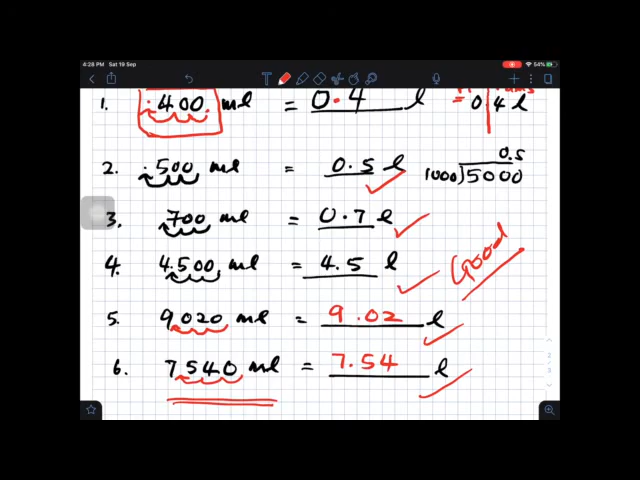 4:28 PM Sat 19 Sep 54%
1. .400. ml = 0.4 l = 0.4 l
2. .500 ml = 0.5 l 0.5
1000)5000
3. 700 ml = 0.7 l
4. 4.500 ml = 4.5 l Good
5. 9020 ml = 9.02 l
6. 7540 ml = 7.54 l